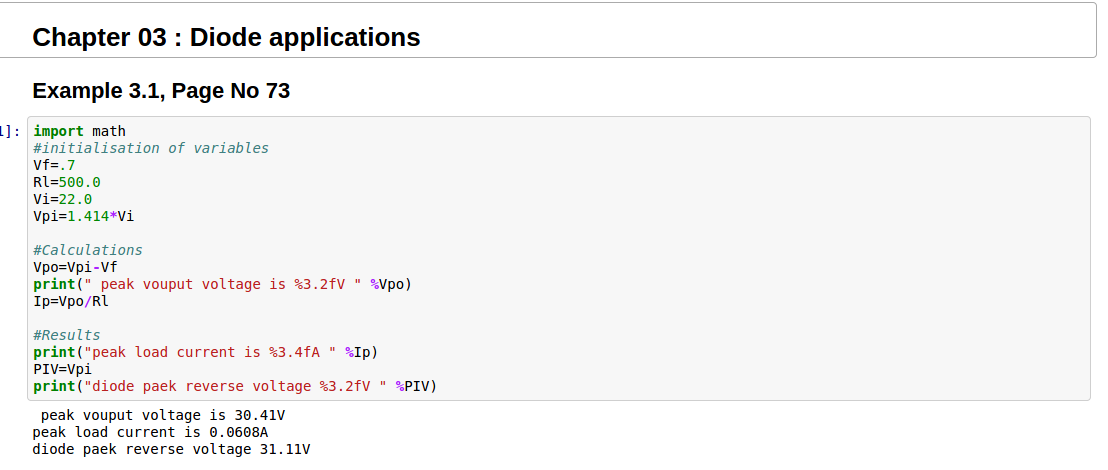 Chapter 03 : Diode applications
Example 3.1, Page No 73
1]:
import math
#initialisation of variables
Vf=.7
Rl=500.0
Vi=22.0
Vpi=1.414*Vi
#Calculations
Vpo=Vpi-Vf
print(" peak vouput voltage is %3.2fV " %Vpo)
Ip=Vpo/Rl
#Results
print("peak load current is %3.4fA " %Ip)
PIV=Vpi
print("diode paek reverse voltage %3.2fV " %PIV)
peak vouput voltage is 30.41V
peak load current is 0.0608A
diode paek reverse voltage 31.11V